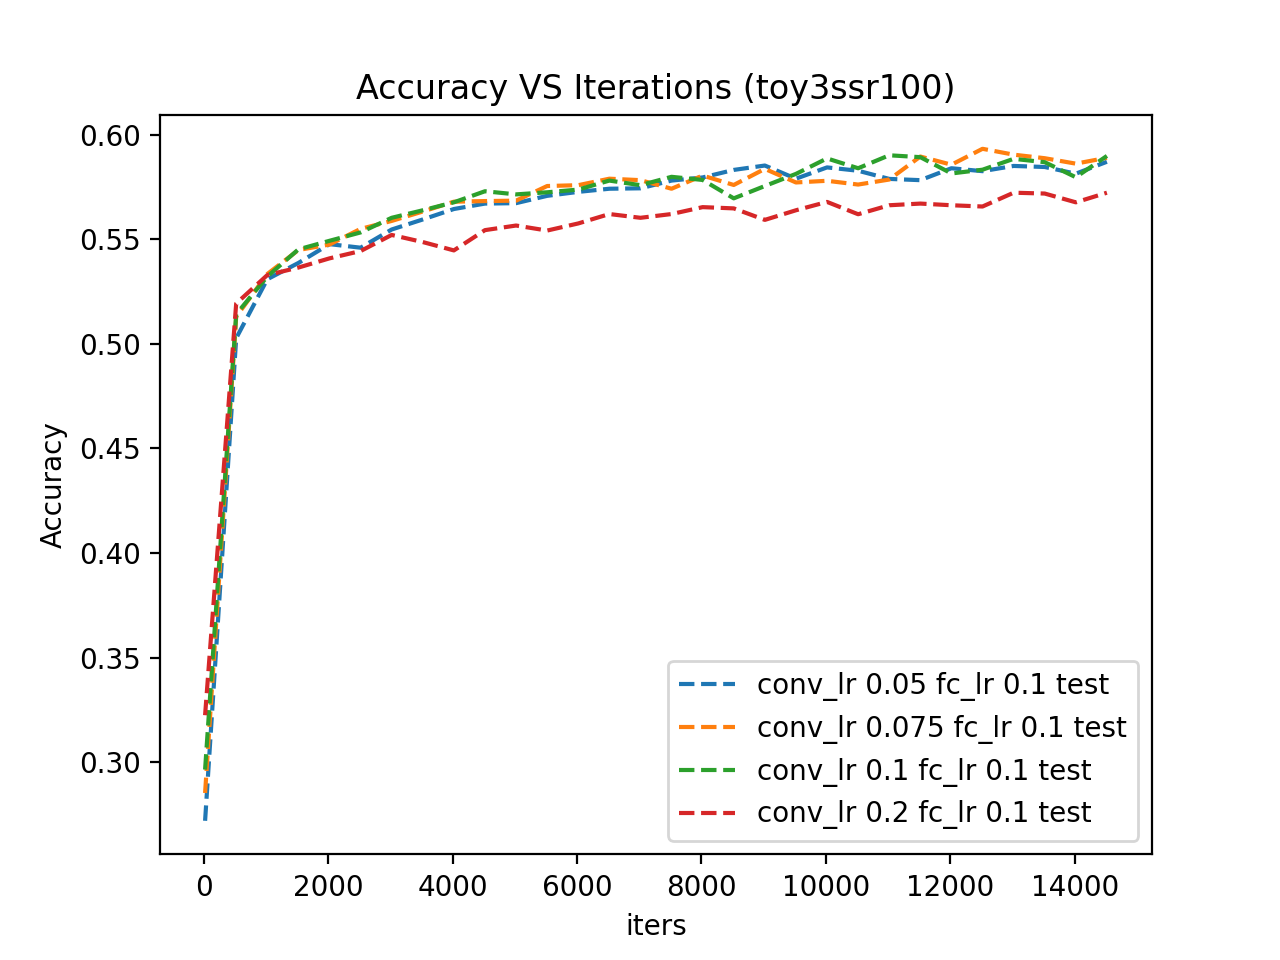 Accuracy VS Iterations (toy3ssr100)
0.60
0.55
0.50
0.45
0.40
0.35
0.30
Accuracy
conv_lr 0.05 fc_lr 0.1 test
conv_lr 0.075 fc_lr 0.1 test
conv_lr 0.1 fc_lr 0.1 test
conv_lr 0.2 fc_lr 0.1 test
0 2000 4000 6000 8000 10000 12000 14000
iters